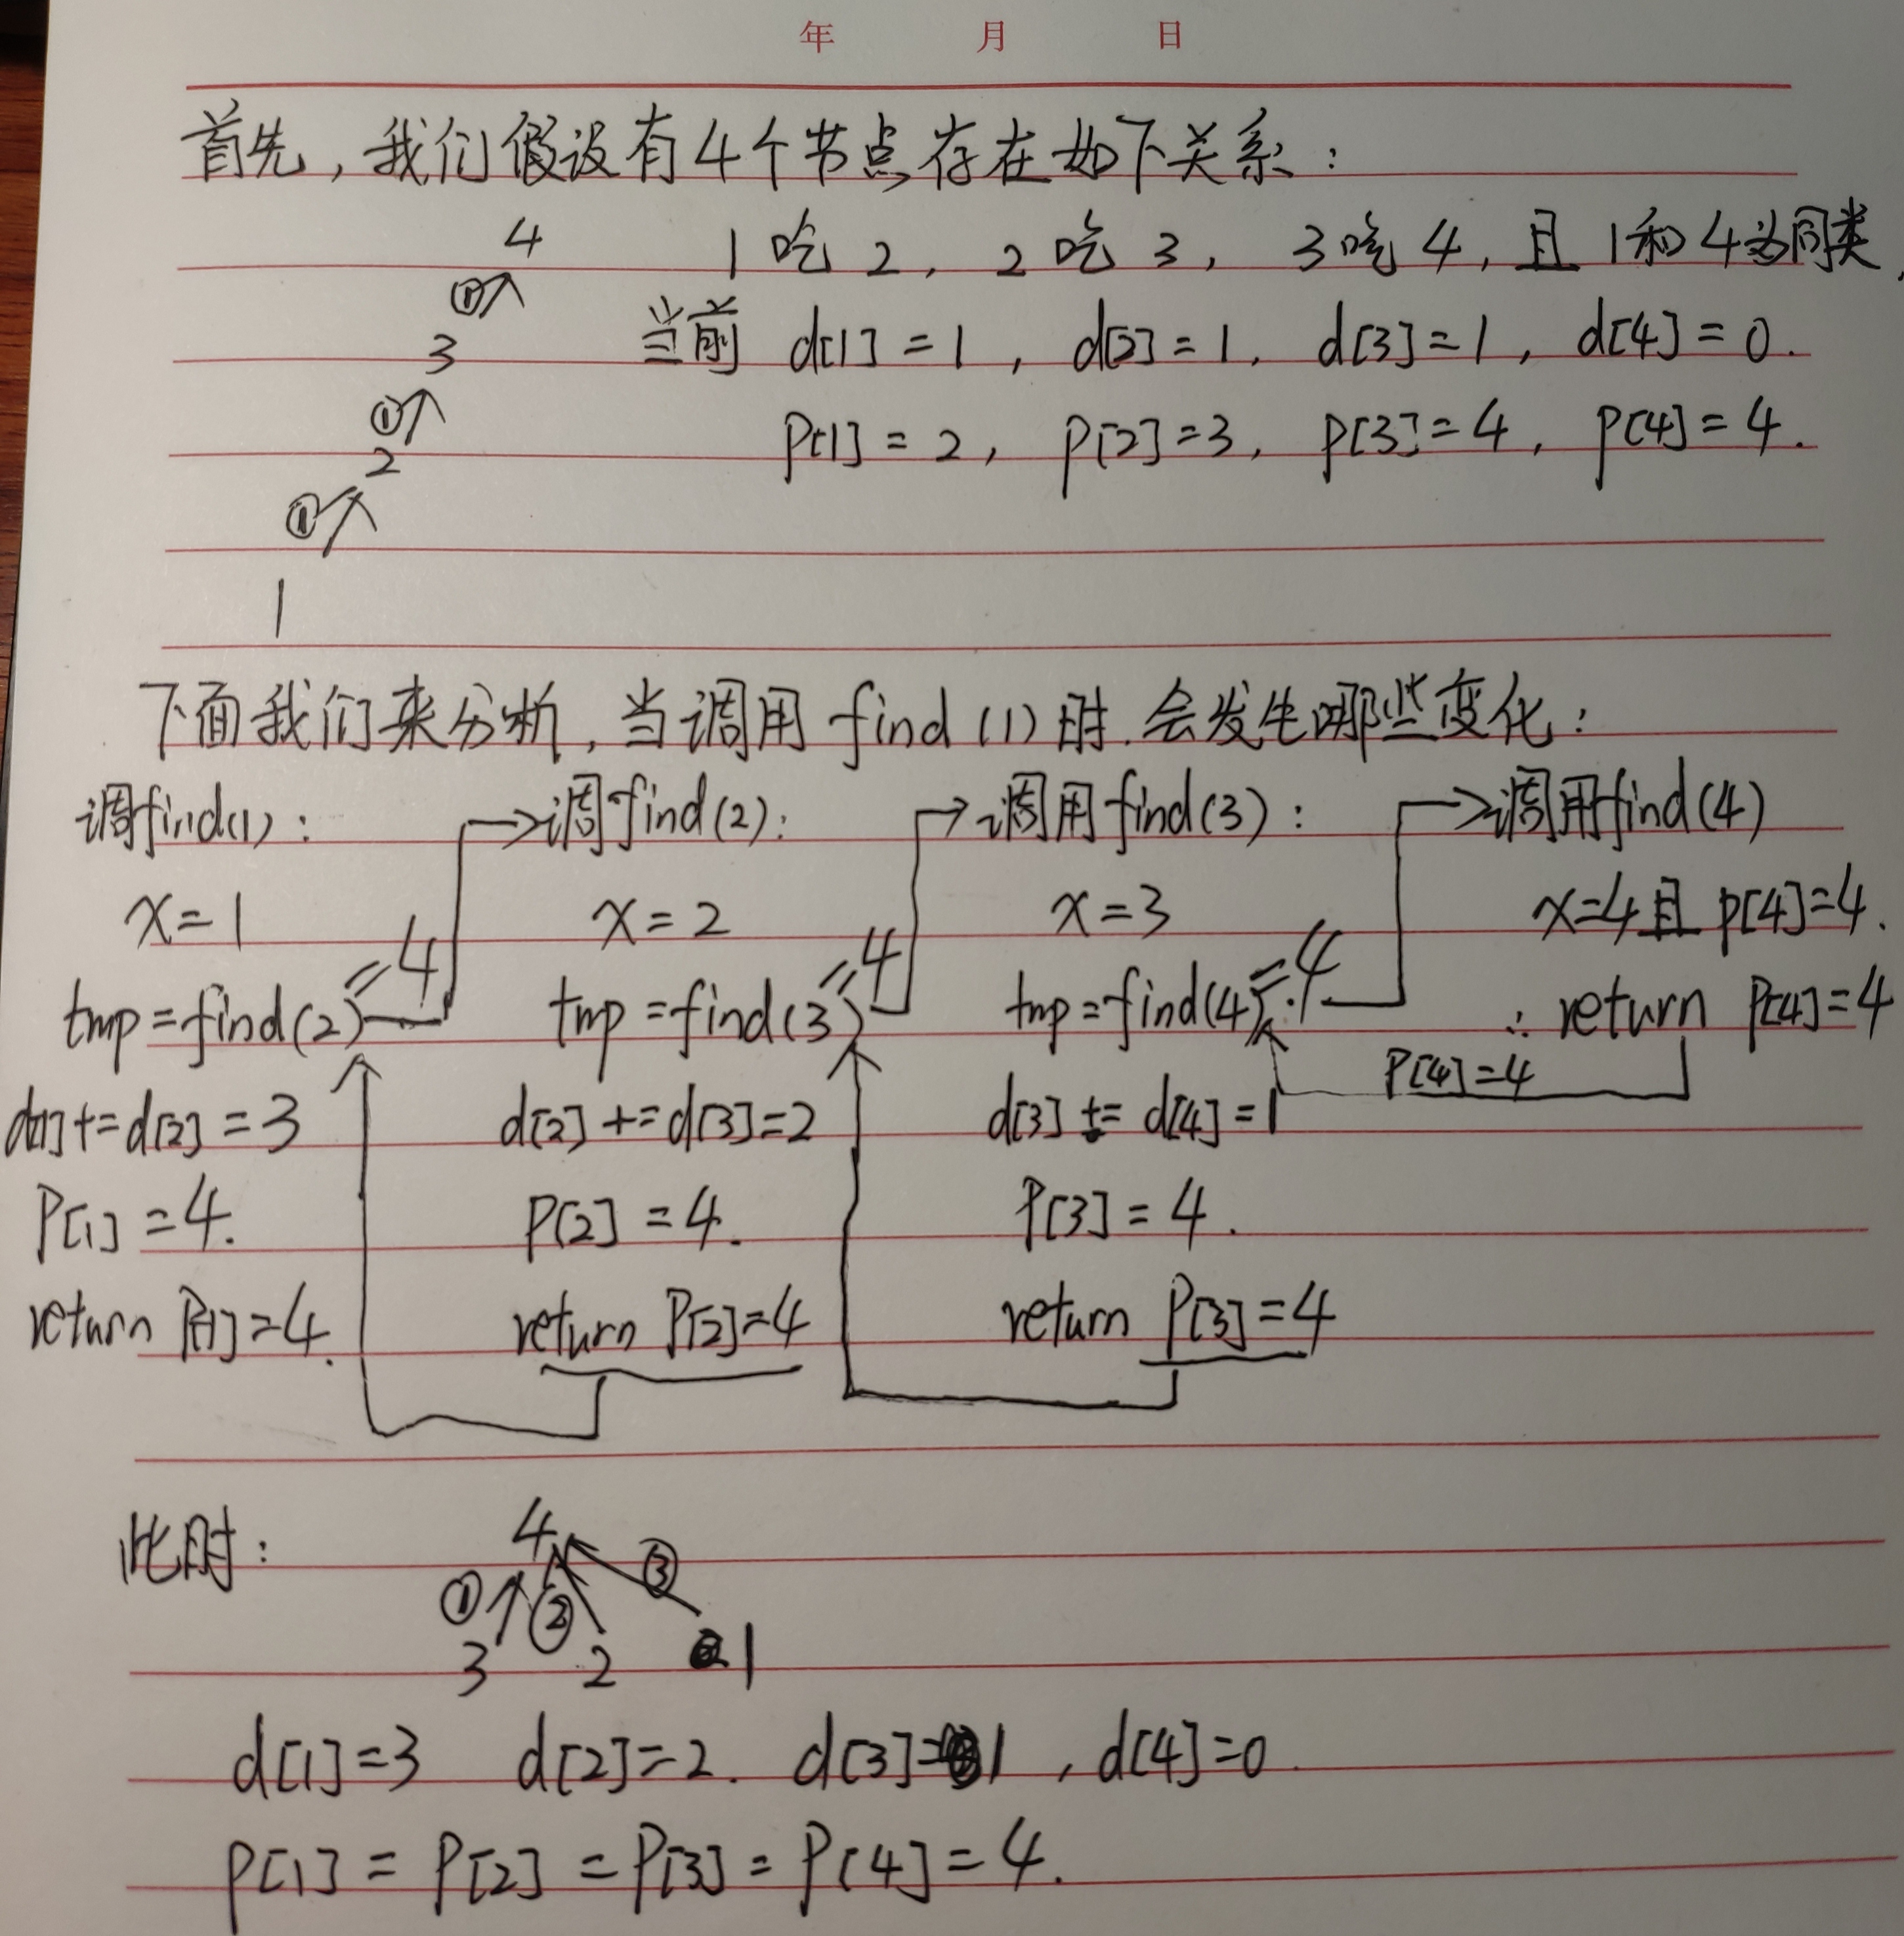 年 月 日
首先，我们假设有4个节点存在如下关系：
4 1吃2，2吃3，3吃4，且1和4为同类，
①
3 当前 d[1]=1，d[2]=1，d[3]=1，d[4]=0.
①
2 p[1]=2，p[2]=3，p[3]=4，p[4]=4.
①
1
下面我们来分析，当调用find(1)时，会发生哪些变化：
调find(1)： 调find(2)： 调用find(3)： 调用find(4)
x=1 x=2 x=3 x=4且p[4]=4.
tmp=find(2)=4 tmp=find(3)=4 tmp=find(4)=4 ∴ return p[4]=4
p[4]=4
d[1]+=d[2]=3 d[2]+=d[3]=2 d[3]+=d[4]=1
p[1]=4. p[2]=4. p[3]=4.
return p[1]=4. return p[2]=4 return p[3]=4
此时： 4
① ② ③
3 2 1
d[1]=3 d[2]=2. d[3]=1，d[4]=0.
p[1]=p[2]=p[3]=p[4]=4.